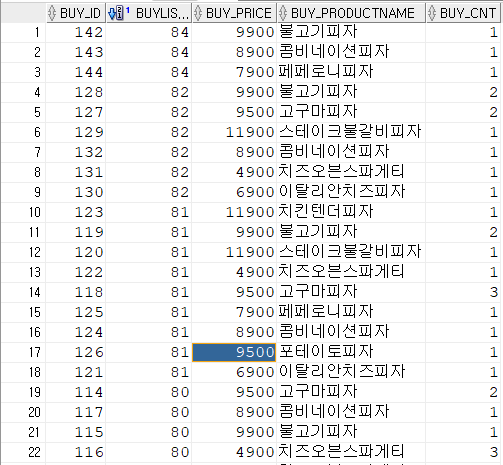 BUY_ID BUYLIS... BUY_PRICE BUY_PRODUCTNAME BUY_CNT
1 142 84 9900 불고기피자 1
2 143 84 8900 콤비네이션피자 1
3 144 84 7900 페페로니피자 1
4 128 82 9900 불고기피자 2
5 127 82 9500 고구마피자 2
6 129 82 11900 스테이크불갈비피자 1
7 132 82 8900 콤비네이션피자 1
8 131 82 4900 치즈오븐스파게티 1
9 130 82 6900 이탈리안치즈피자 1
10 123 81 11900 치킨텐더피자 1
11 119 81 9900 불고기피자 2
12 120 81 11900 스테이크불갈비피자 1
13 122 81 4900 치즈오븐스파게티 1
14 118 81 9500 고구마피자 3
15 125 81 7900 페페로니피자 1
16 124 81 8900 콤비네이션피자 1
17 126 81 9500 포테이토피자 1
18 121 81 6900 이탈리안치즈피자 1
19 114 80 9500 고구마피자 2
20 117 80 8900 콤비네이션피자 1
21 115 80 9900 불고기피자 1
22 116 80 4900 치즈오븐스파게티 3